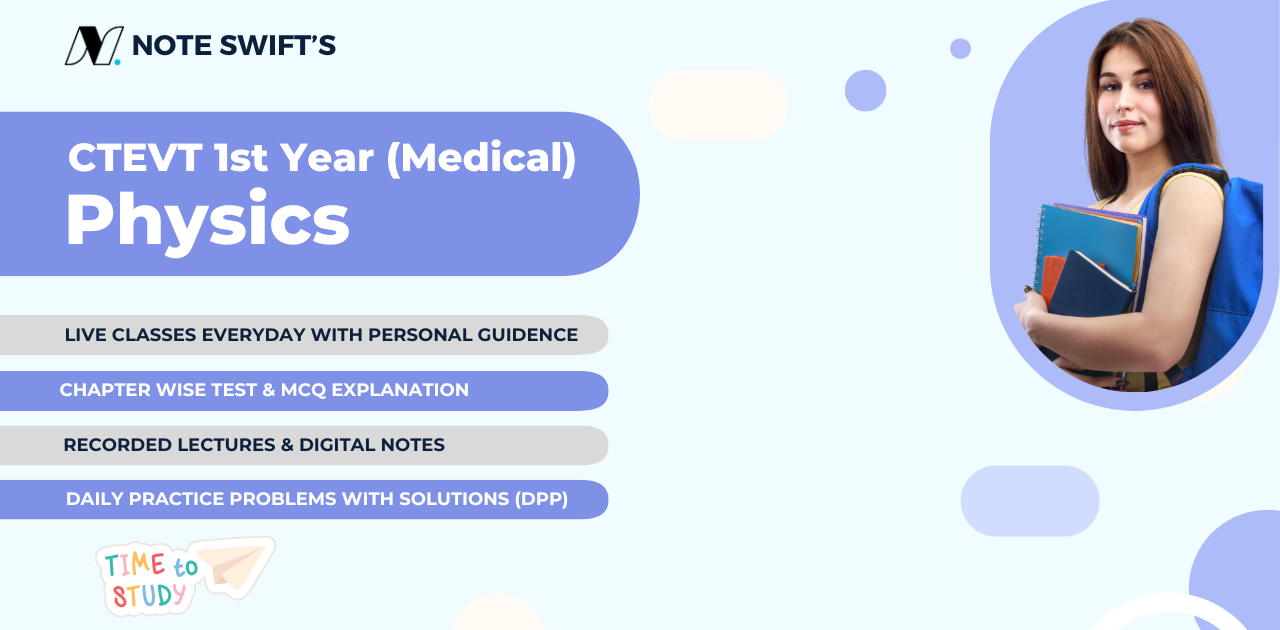 NOTE SWIFT'S
CTEVT 1st Year (Medical)
Physics
LIVE CLASSES EVERYDAY WITH PERSONAL GUIDENCE
CHAPTER WISE TEST & MCQ EXPLANATION
RECORDED LECTURES & DIGITAL NOTES
DAILY PRACTICE PROBLEMS WITH SOLUTIONS (DPP)
TIME to
STUDY